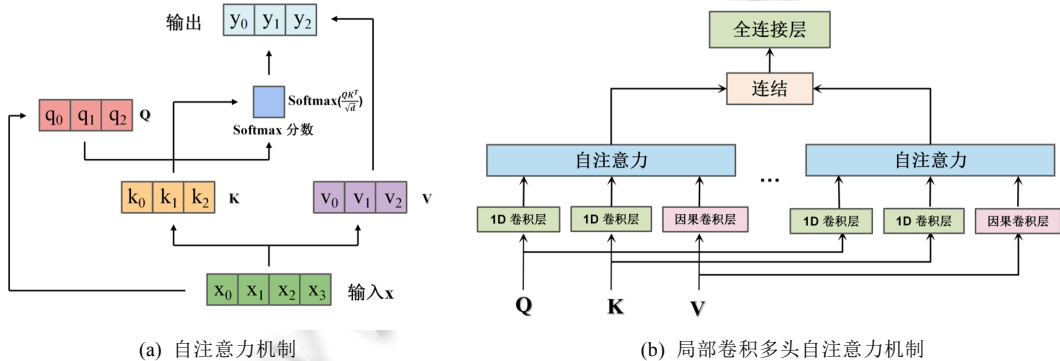 输出
y₀ y₁ y₂
q₀ q₁ q₂ Q
Softmax(QKᵀ/√d)
Softmax 分数
k₀ k₁ k₂ K
v₀ v₁ v₂ V
x₀ x₁ x₂ x₃ 输入x
(a) 自注意力机制
全连接层
连结
自注意力
...
自注意力
1D 卷积层
1D 卷积层
因果卷积层
1D 卷积层
1D 卷积层
因果卷积层
Q K V
(b) 局部卷积多头自注意力机制